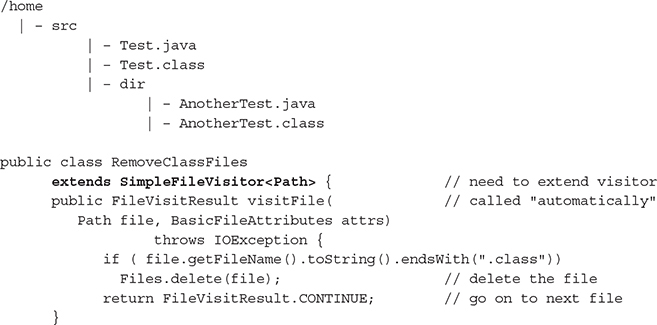 /home
  | - src
         | - Test.java
         | - Test.class
         | - dir
                | - AnotherTest.java
                | - AnotherTest.class
public class RemoveClassFiles
     extends SimpleFileVisitor<Path> {            // need to extend visitor
     public FileVisitResult visitFile(            // called "automatically"
        Path file, BasicFileAttributes attrs)
                throws IOException {
          if ( file.getFileName().toString().endsWith(".class"))
            Files.delete(file);                   // delete the file
          return FileVisitResult.CONTINUE;        // go on to next file
     }